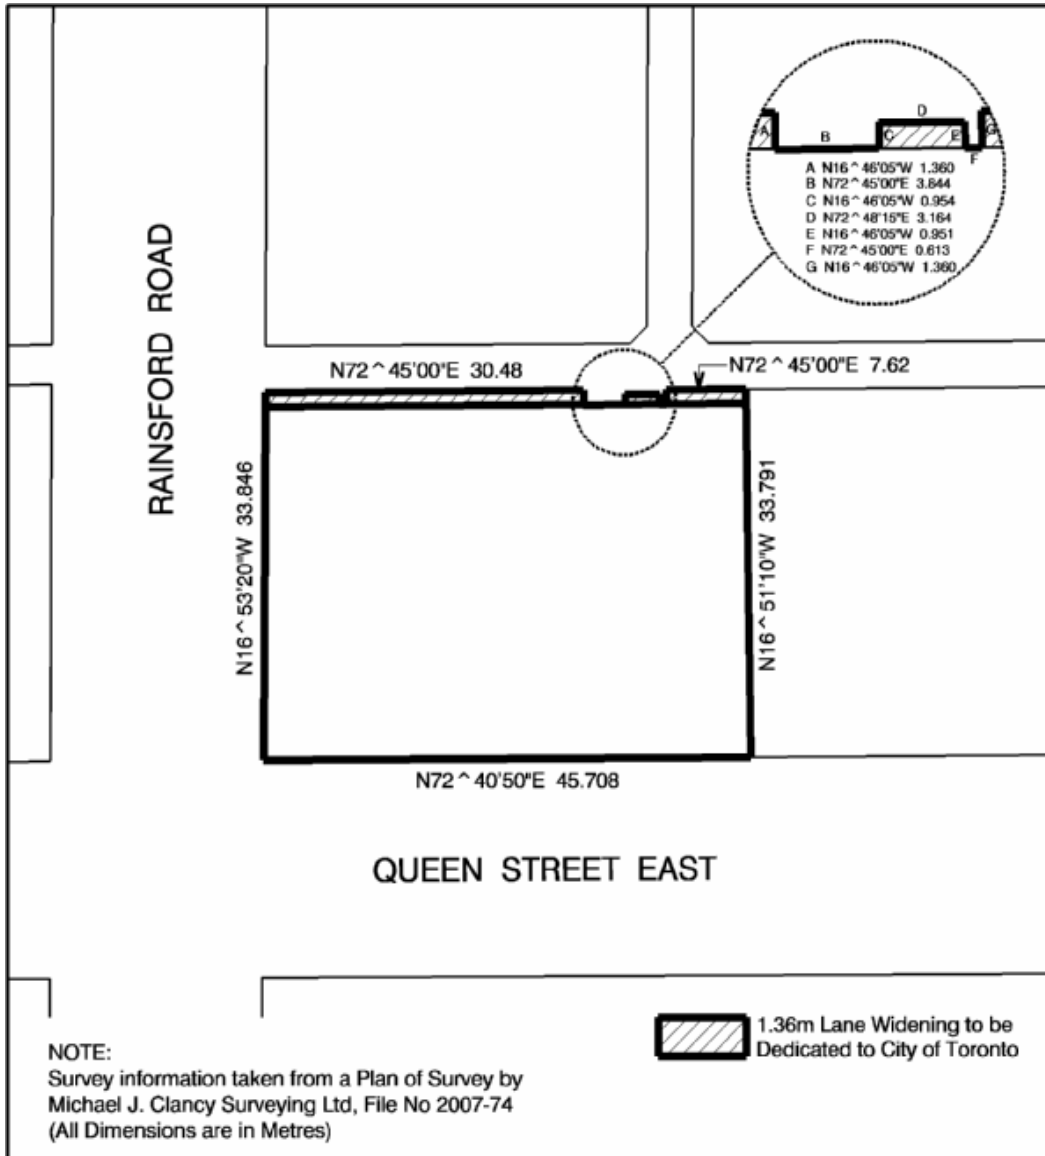 D
A
B
C
E
F
G
A N16^46'05"W 1.360
B N72^45'00"E 3.844
C N16^46'05"W 0.954
D N72^48'15"E 3.164
E N16^46'05"W 0.951
F N72^45'00"E 0.613
G N16^46'05"W 1.360
RAINSFORD ROAD
N72^45'00"E 30.48
N72^45'00"E 7.62
N16^53'20"W 33.846
N16^51'10"W 33.791
N72^40'50"E 45.708
QUEEN STREET EAST
1.36m Lane Widening to be
Dedicated to City of Toronto
NOTE:
Survey information taken from a Plan of Survey by
Michael J. Clancy Surveying Ltd, File No 2007-74
(All Dimensions are in Metres)